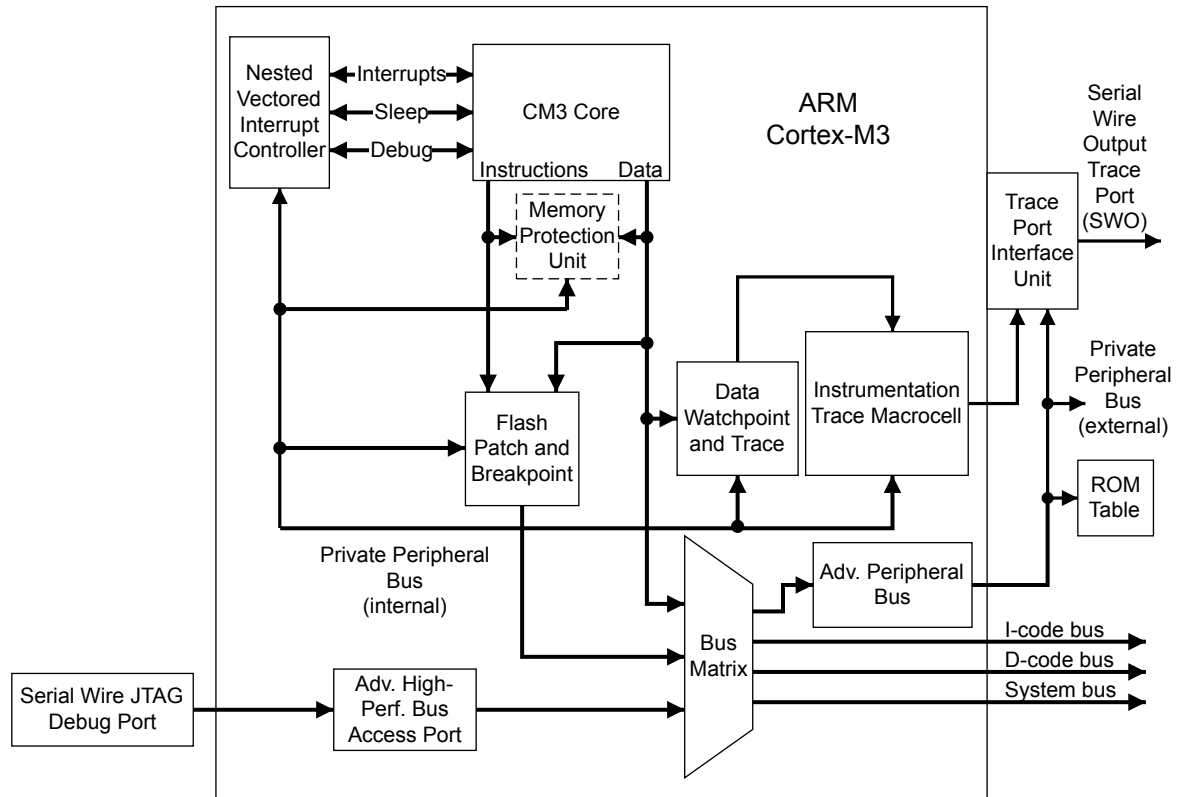 Nested
Vectored
Interrupt
Controller
Interrupts
Sleep
Debug
CM3 Core
Instructions
Data
ARM
Cortex-M3
Memory
Protection
Unit
Serial
Wire
Output
Trace
Port
(SWO)
Trace
Port
Interface
Unit
Private
Peripheral
Bus
(external)
Flash
Patch and
Breakpoint
Data
Watchpoint
and Trace
Instrumentation
Trace Macrocell
ROM
Table
Private Peripheral
Bus
(internal)
Adv. Peripheral
Bus
Bus
Matrix
I-code bus
D-code bus
System bus
Serial Wire JTAG
Debug Port
Adv. High-
Perf. Bus
Access Port